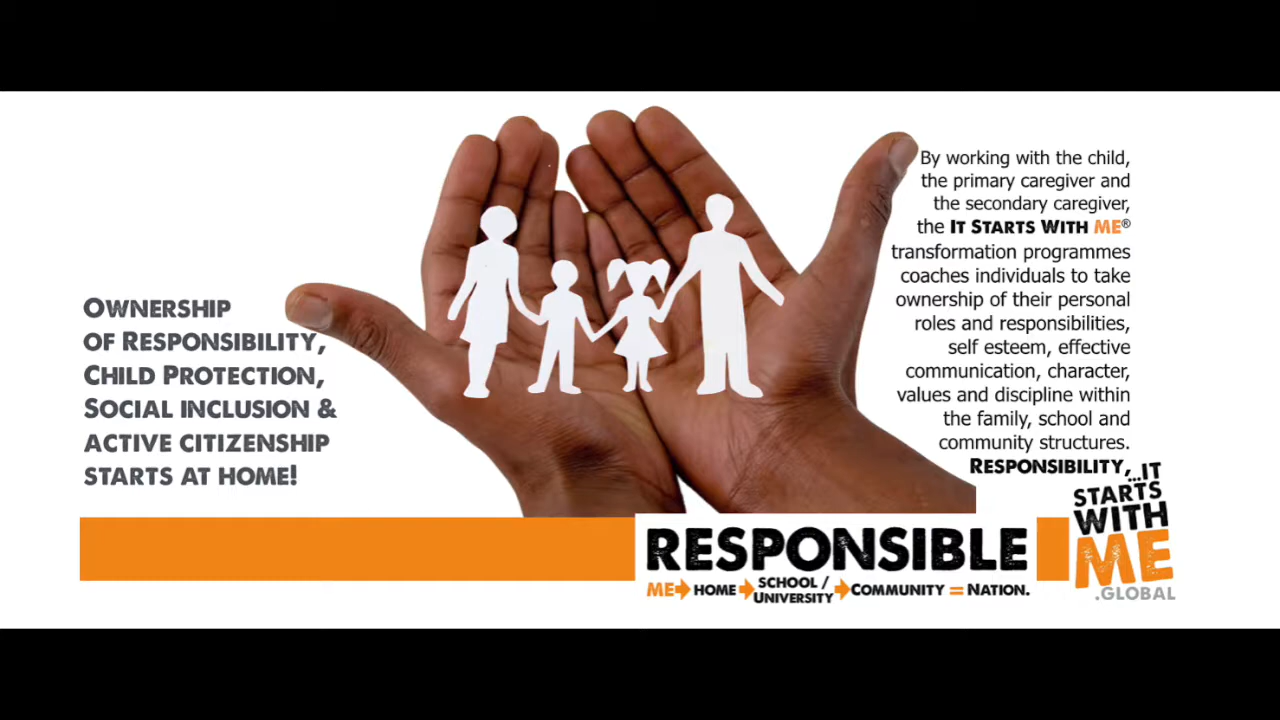 OWNERSHIP
OF RESPONSIBILITY,
CHILD PROTECTION,
SOCIAL INCLUSION &
ACTIVE CITIZENSHIP
STARTS AT HOME!
By working with the child,
the primary caregiver and
the secondary caregiver,
the IT STARTS WITH ME®
transformation programmes
coaches individuals to take
ownership of their personal
roles and responsibilities,
self esteem, effective
communication, character,
values and discipline within
the family, school and
community structures.
RESPONSIBILITY,
...IT
STARTS
WITH
ME
.GLOBAL
RESPONSIBLE
ME HOME SCHOOL / UNIVERSITY COMMUNITY = NATION.